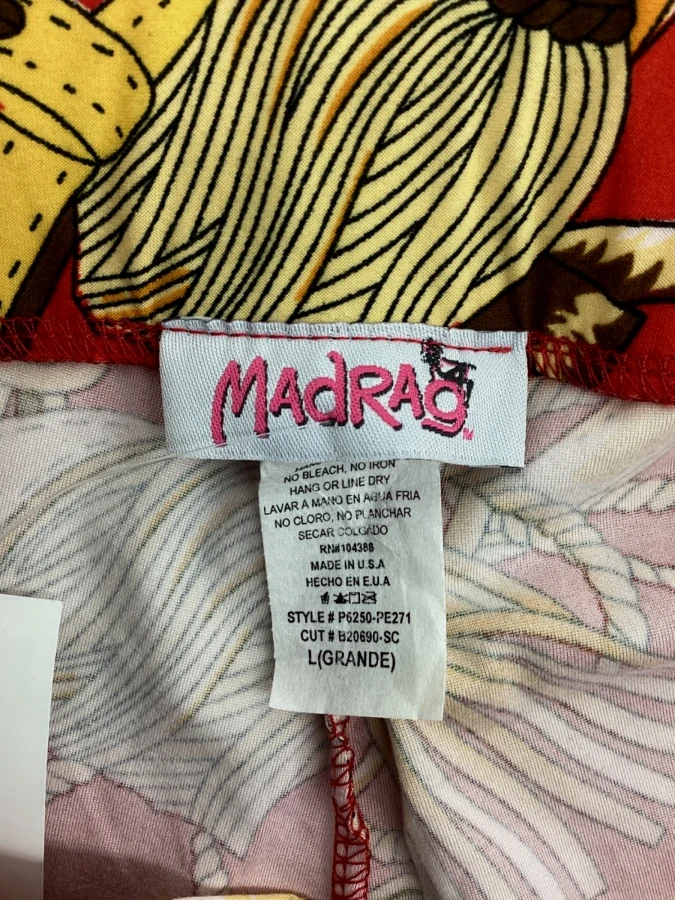 MADRAG
TM
NO BLEACH, NO IRON
HANG OR LINE DRY
LAVAR A MANO EN AGUA FRIA
NO CLORO, NO PLANCHAR
SECAR COLGADO
RN#104388
MADE IN U.S.A
HECHO EN E.U.A
STYLE # P6250-PE271
CUT # B20690-SC
L(GRANDE)